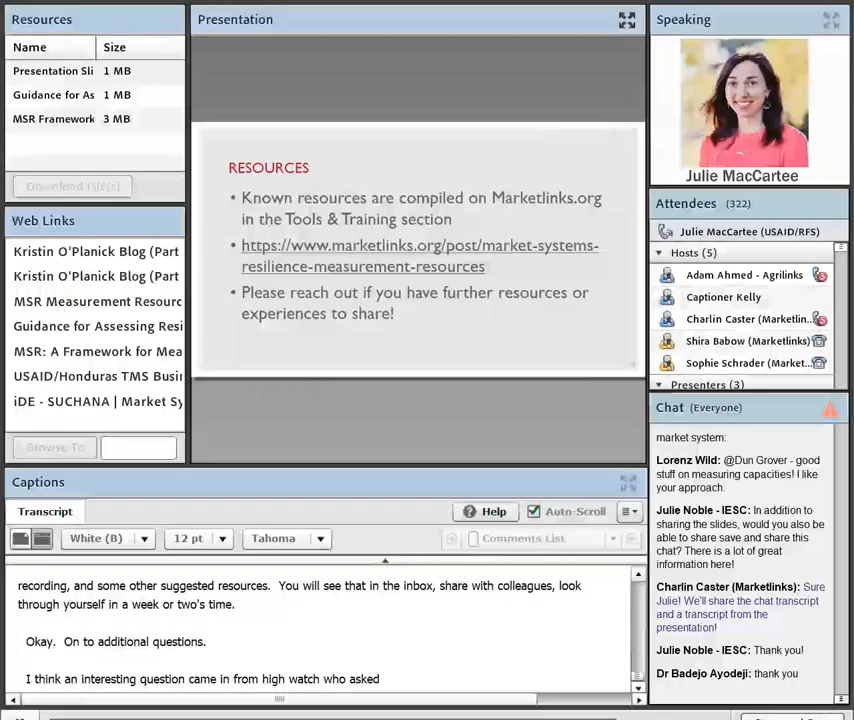 Resources
Name Size
Presentation Sli 1 MB
Guidance for As 1 MB
MSR Framework 3 MB
Download File(s)
Web Links
Kristin O'Planick Blog (Part
Kristin O'Planick Blog (Part
MSR Measurement Resourc
Guidance for Assessing Resi
MSR: A Framework for Mea
USAID/Honduras TMS Busin
iDE - SUCHANA | Market Sy
Browse To
Presentation
RESOURCES
• Known resources are compiled on Marketlinks.org
in the Tools & Training section
• https://www.marketlinks.org/post/market-systems-
resilience-measurement-resources
• Please reach out if you have further resources or
experiences to share!
Captions
Transcript
Help Auto-Scroll
White (B) 12 pt Tahoma Comments List
recording, and some other suggested resources. You will see that in the inbox, share with colleagues, look
through yourself in a week or two's time.
Okay. On to additional questions.
I think an interesting question came in from high watch who asked
Speaking
Julie MacCartee
Attendees (322)
Julie MacCartee (USAID/RFS)
Hosts (5)
Adam Ahmed - Agrilinks
Captioner Kelly
Charlin Caster (Marketlin...
Shira Babow (Marketlinks)
Sophie Schrader (Market...
Presenters (3)
Chat (Everyone)
market system:
Lorenz Wild: @Dun Grover - good
stuff on measuring capacities! I like
your approach.
Julie Noble - IESC: In addition to
sharing the slides, would you also be
able to share save and share this
chat? There is a lot of great
information here!
Charlin Caster (Marketlinks): Sure
Julie! We'll share the chat transcript
and a transcript from the
presentation!
Julie Noble - IESC: Thank you!
Dr Badejo Ayodeji: thank you